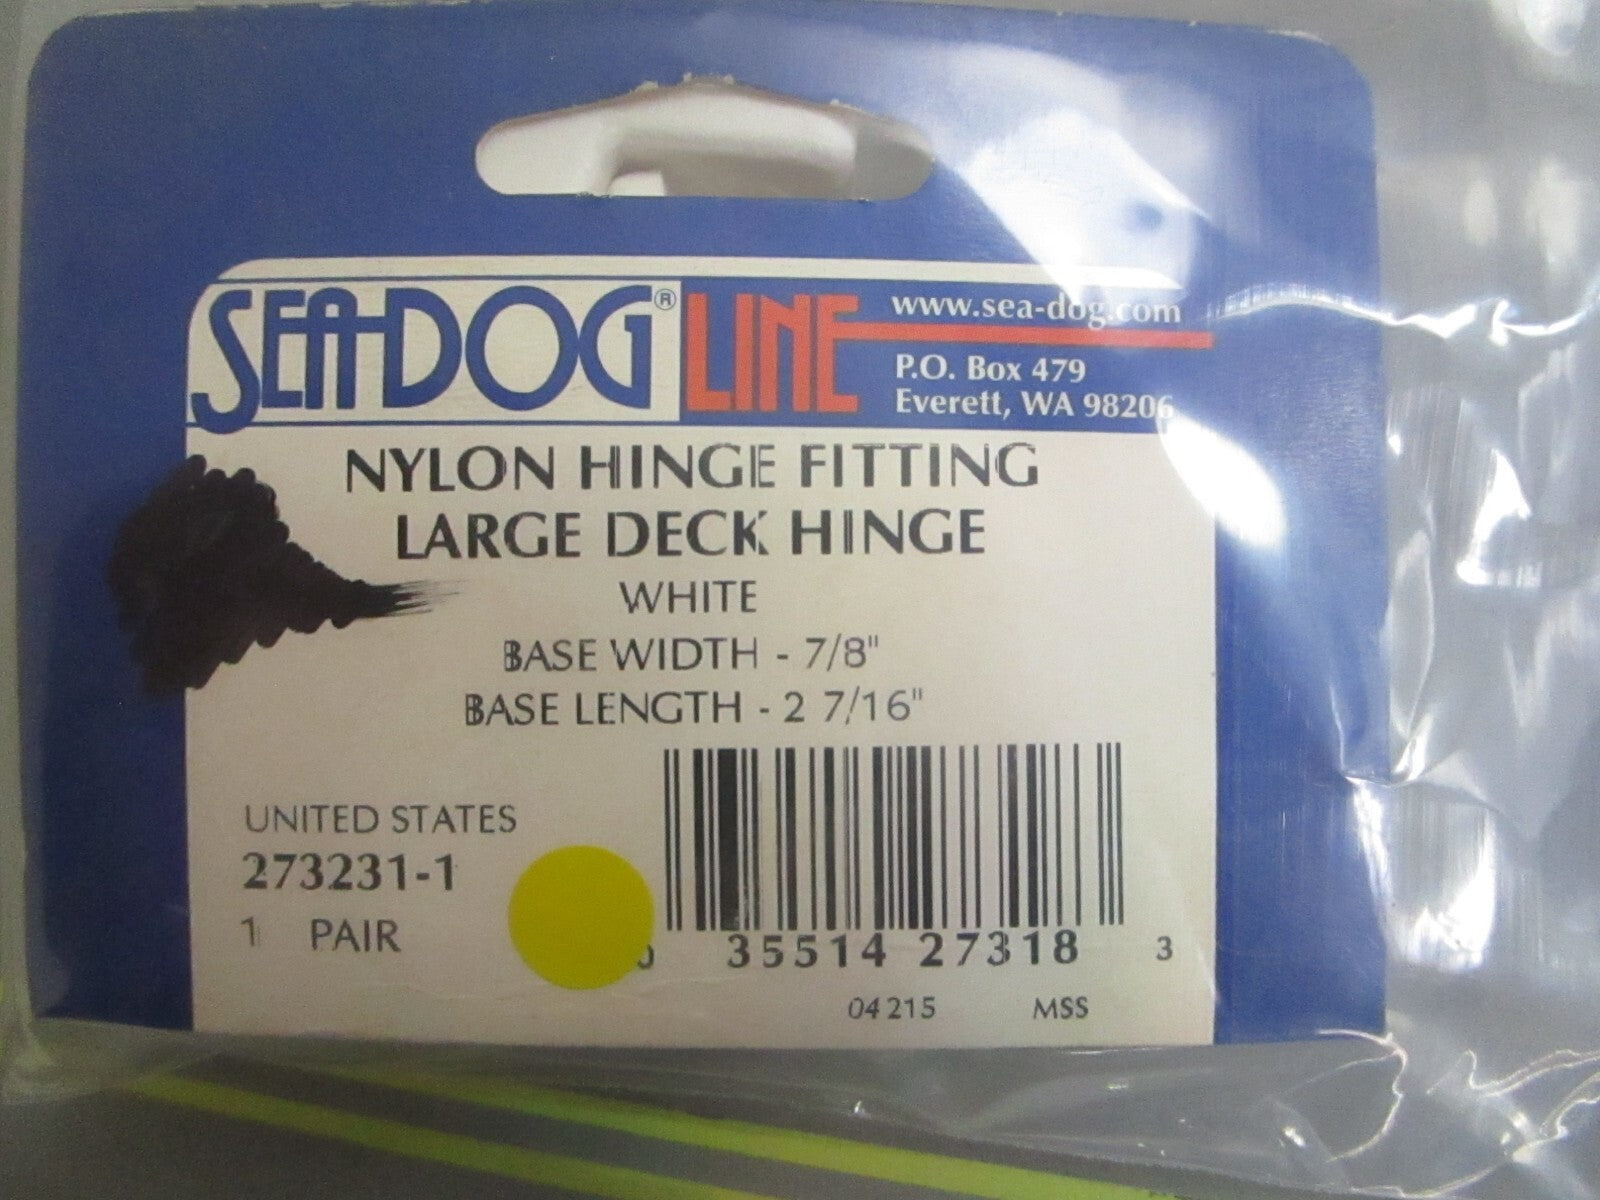 SEA-DOG® LINE
www.sea-dog.com
P.O. Box 479
Everett, WA 98206
NYLON HINGE FITTING
LARGE DECK HINGE
WHITE
BASE WIDTH - 7/8"
BASE LENGTH - 2 7/16"
UNITED STATES
273231-1
1 PAIR
0 35514 27318 3
04215 MSS